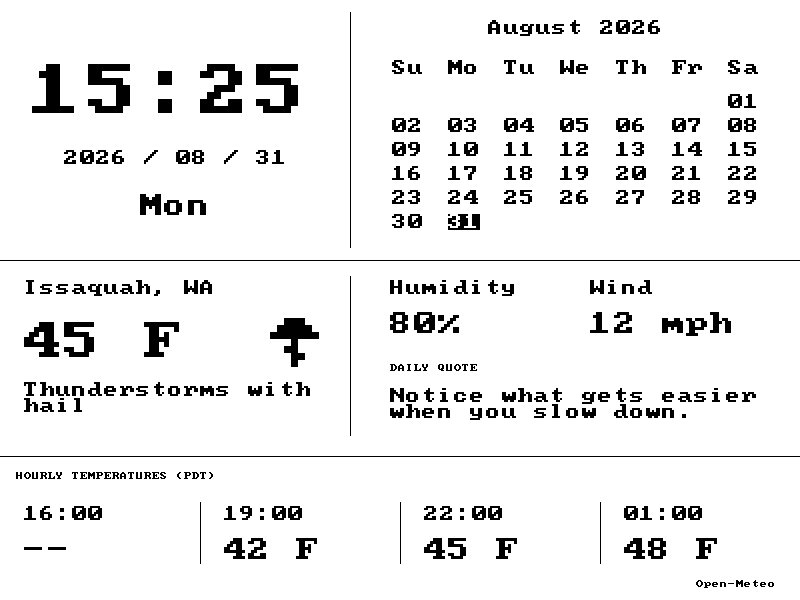 15:25
2026 / 08 / 31
Mon
August 2026
Su Mo Tu We Th Fr Sa
01
02 03 04 05 06 07 08
09 10 11 12 13 14 15
16 17 18 19 20 21 22
23 24 25 26 27 28 29
30 31
Issaquah, WA
45 F
Thunderstorms with
hail
Humidity Wind
80% 12 mph
DAILY QUOTE
Notice what gets easier
when you slow down.
HOURLY TEMPERATURES (PDT)
16:00 19:00 22:00 01:00
-- 42 F 45 F 48 F
Open-Meteo